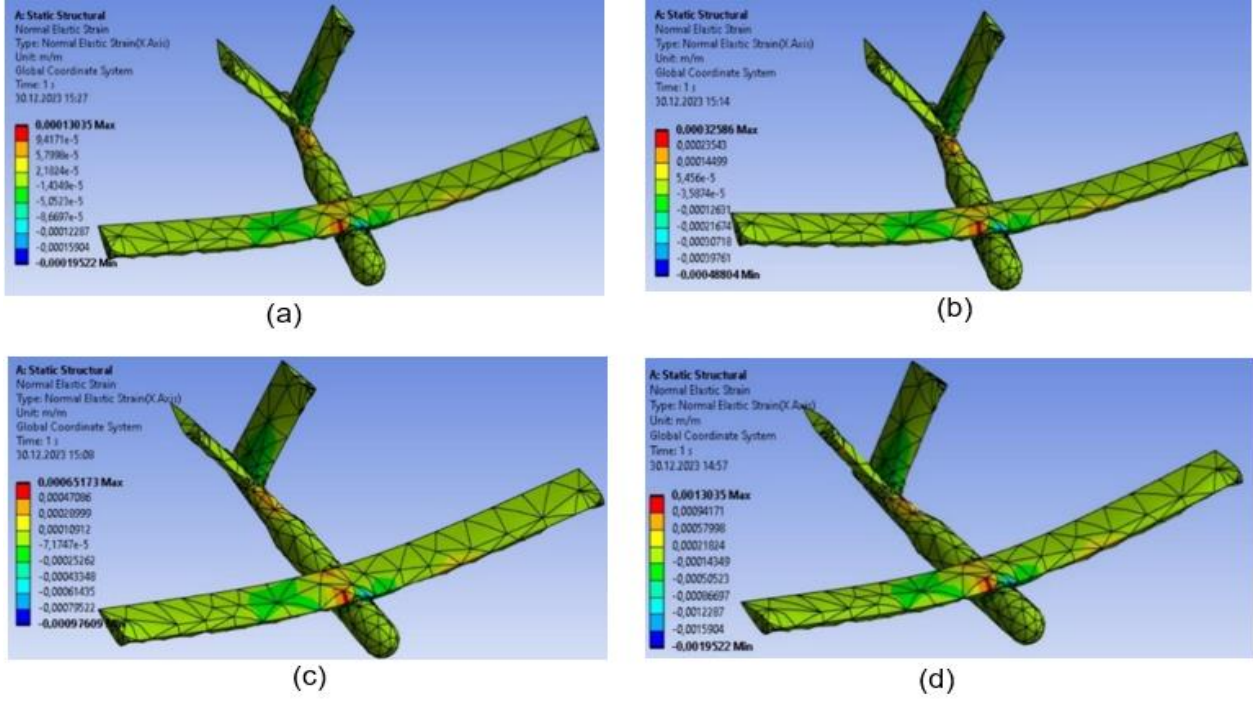 A: Static Structural
Normal Elastic Strain
Type: Normal Elastic Strain(X Axis)
Unit: m/m
Global Coordinate System
Time: 1 s
30.12.2023 15:27
0,00013035 Max
9,4171e-5
5,7998e-5
2,1824e-5
-1,4349e-5
-5,0523e-5
-8,6697e-5
-0,00012287
-0,00015904
-0,00019522 Min
(a)
A: Static Structural
Normal Elastic Strain
Type: Normal Elastic Strain(X Axis)
Unit: m/m
Global Coordinate System
Time: 1 s
30.12.2023 15:14
0,00032586 Max
0,00023543
0,00014499
5,456e-5
-3,5874e-5
-0,00012631
-0,00021674
-0,00030718
-0,00039761
-0,00048804 Min
(b)
A: Static Structural
Normal Elastic Strain
Type: Normal Elastic Strain(X Axis)
Unit: m/m
Global Coordinate System
Time: 1 s
30.12.2023 15:08
0,00065173 Max
0,00047086
0,00028999
0,00010912
-7,1747e-5
-0,00025262
-0,00043348
-0,00061435
-0,00079522
-0,00097609 Min
(c)
A: Static Structural
Normal Elastic Strain
Type: Normal Elastic Strain(X Axis)
Unit: m/m
Global Coordinate System
Time: 1 s
30.12.2023 14:57
0,0013035 Max
0,00094171
0,00057998
0,00021824
-0,00014349
-0,00050523
-0,00086697
-0,0012287
-0,0015904
-0,0019522 Min
(d)